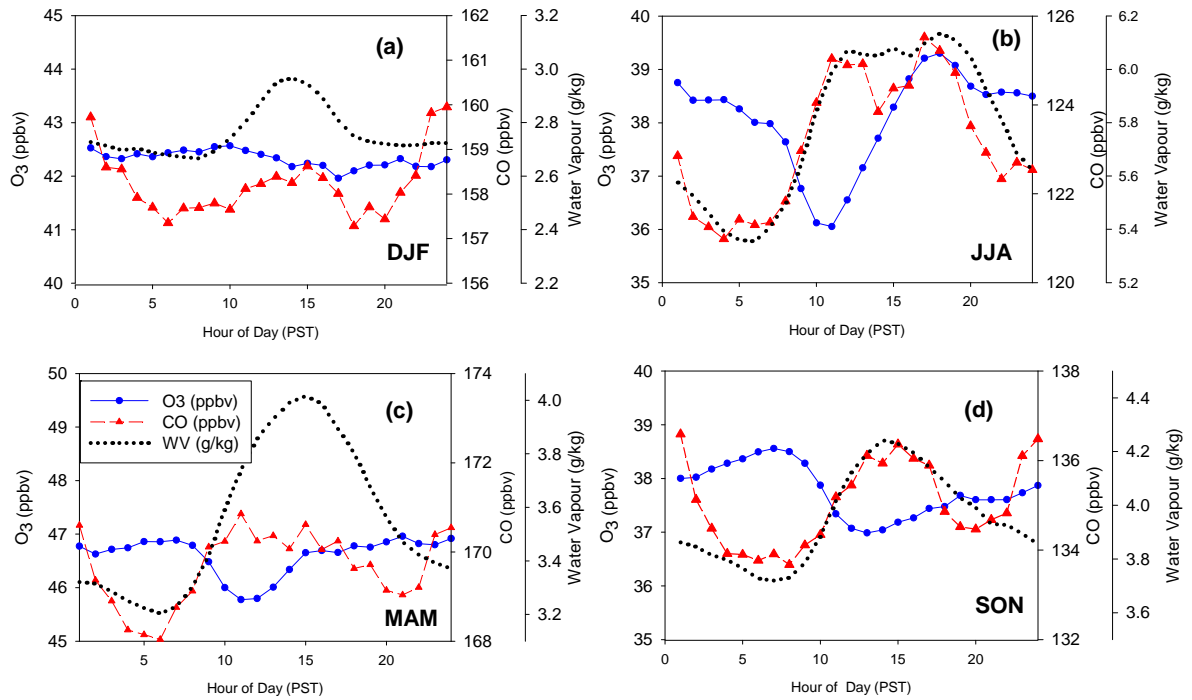 (a)
45
44
43
42
41
40
O3 (ppbv)
0 5 10 15 20
Hour of Day (PST)
DJF
162
161
160
159
158
157
156
CO (ppbv)
3.2
3.0
2.8
2.6
2.4
2.2
Water Vapour (g/kg)
(b)
40
39
38
37
36
35
O3 (ppbv)
0 5 10 15 20
Hour of Day (PST)
JJA
126
124
122
120
CO (ppbv)
6.2
6.0
5.8
5.6
5.4
5.2
Water Vapour (g/kg)
(c)
50
49
48
47
46
45
O3 (ppbv)
O3 (ppbv)
CO (ppbv)
WV (g/kg)
5 10 15 20
Hour of Day (PST)
MAM
174
172
170
168
CO (ppbv)
4.0
3.8
3.6
3.4
3.2
Water Vapour (g/kg)
(d)
40
39
38
37
36
35
O3 (ppbv)
0 5 10 15 20
Hour of Day (PST)
SON
138
136
134
132
CO (ppbv)
4.4
4.2
4.0
3.8
3.6
Water Vapour (g/kg)